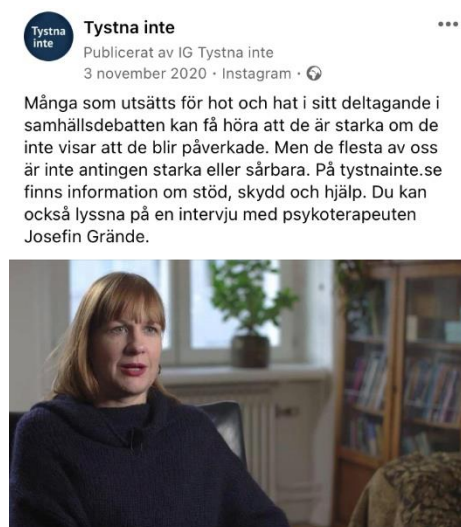 Tystna
inte
Tystna inte
Publicerat av IG Tystna inte
3 november 2020 · Instagram ·
Många som utsätts för hot och hat i sitt deltagande i
samhällsdebatten kan få höra att de är starka om de
inte visar att de blir påverkade. Men de flesta av oss
är inte antingen starka eller sårbara. På tystnainte.se
finns information om stöd, skydd och hjälp. Du kan
också lyssna på en intervju med psykoterapeuten
Josefin Grände.